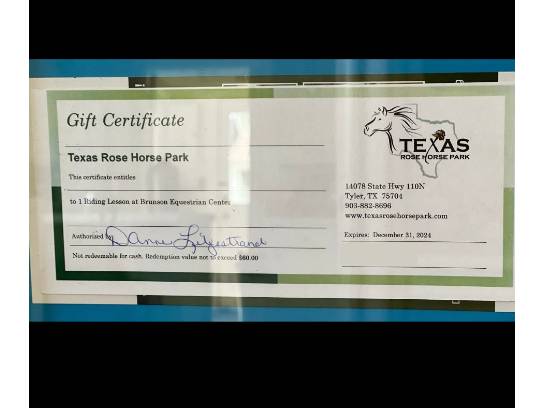 Gift Certificate
Texas Rose Horse Park
This certificate entitles
to 1 Riding Lesson at Brunson Equestrian Center
Authorized by
Not redeemable for cash. Redemption value not to exceed $60.00
TEXAS
ROSE HORSE PARK
14078 State Hwy 110N
Tyler, TX 75704
903-882-8696
www.texasrosehorsepark.com
Expires: December 31, 2024